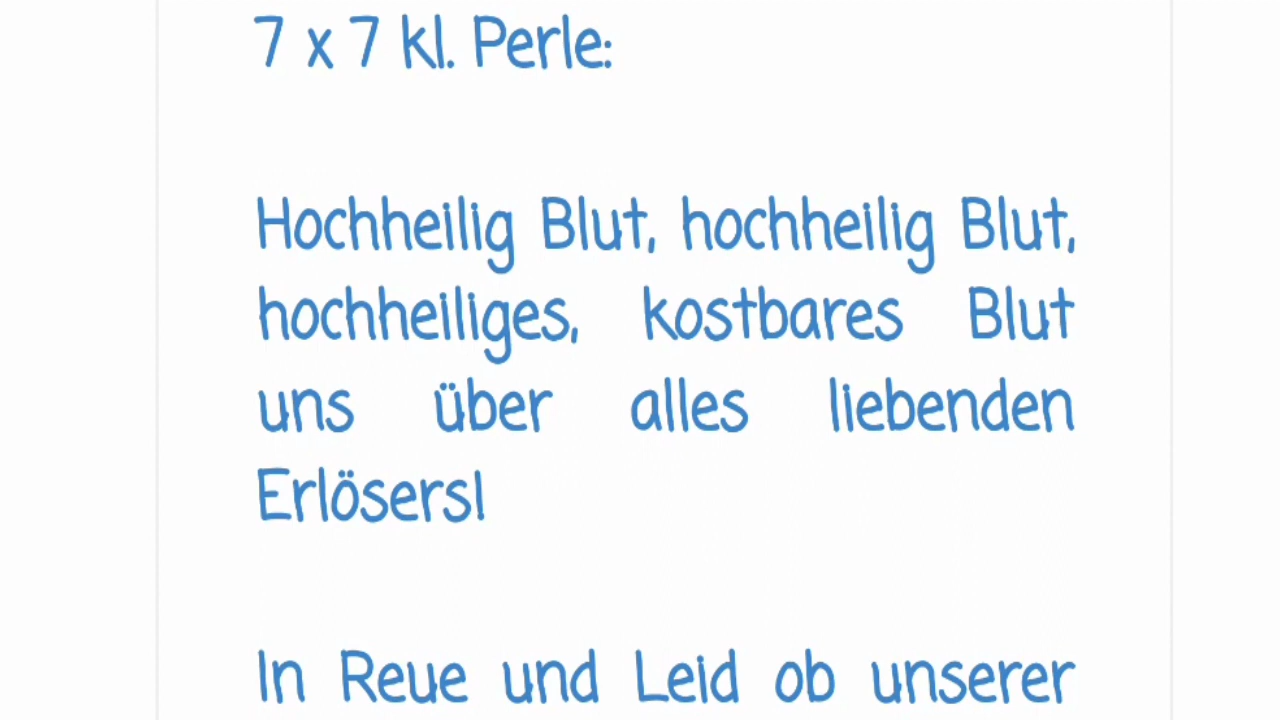 7 x 7 kl. Perle:
Hochheilig Blut, hochheilig Blut,
hochheiliges, kostbares Blut
uns über alles liebenden
Erlösers!
In Reue und Leid ob unserer